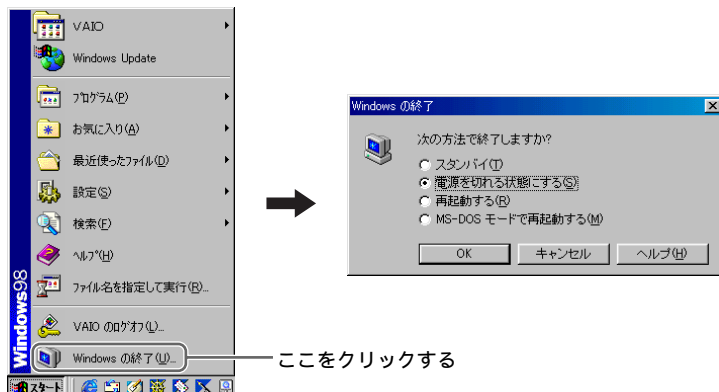 VAIO
Windows Update
ﾌﾟﾛｸﾞﾗﾑ(P)
お気に入り(A)
最近使ったﾌｧｲﾙ(D)
設定(S)
検索(F)
ﾍﾙﾌﾟ(H)
ﾌｧｲﾙ名を指定して実行(R)...
VAIO のﾛｸﾞｵﾌ(L)...
Windows の終了(U)...
Windows98
スタート
ここをクリックする
Windows の終了
次の方法で終了しますか?
スタンバイ(T)
電源を切れる状態にする(S)
再起動する(R)
MS-DOS モードで再起動する(M)
OK
キャンセル
ヘルプ(H)